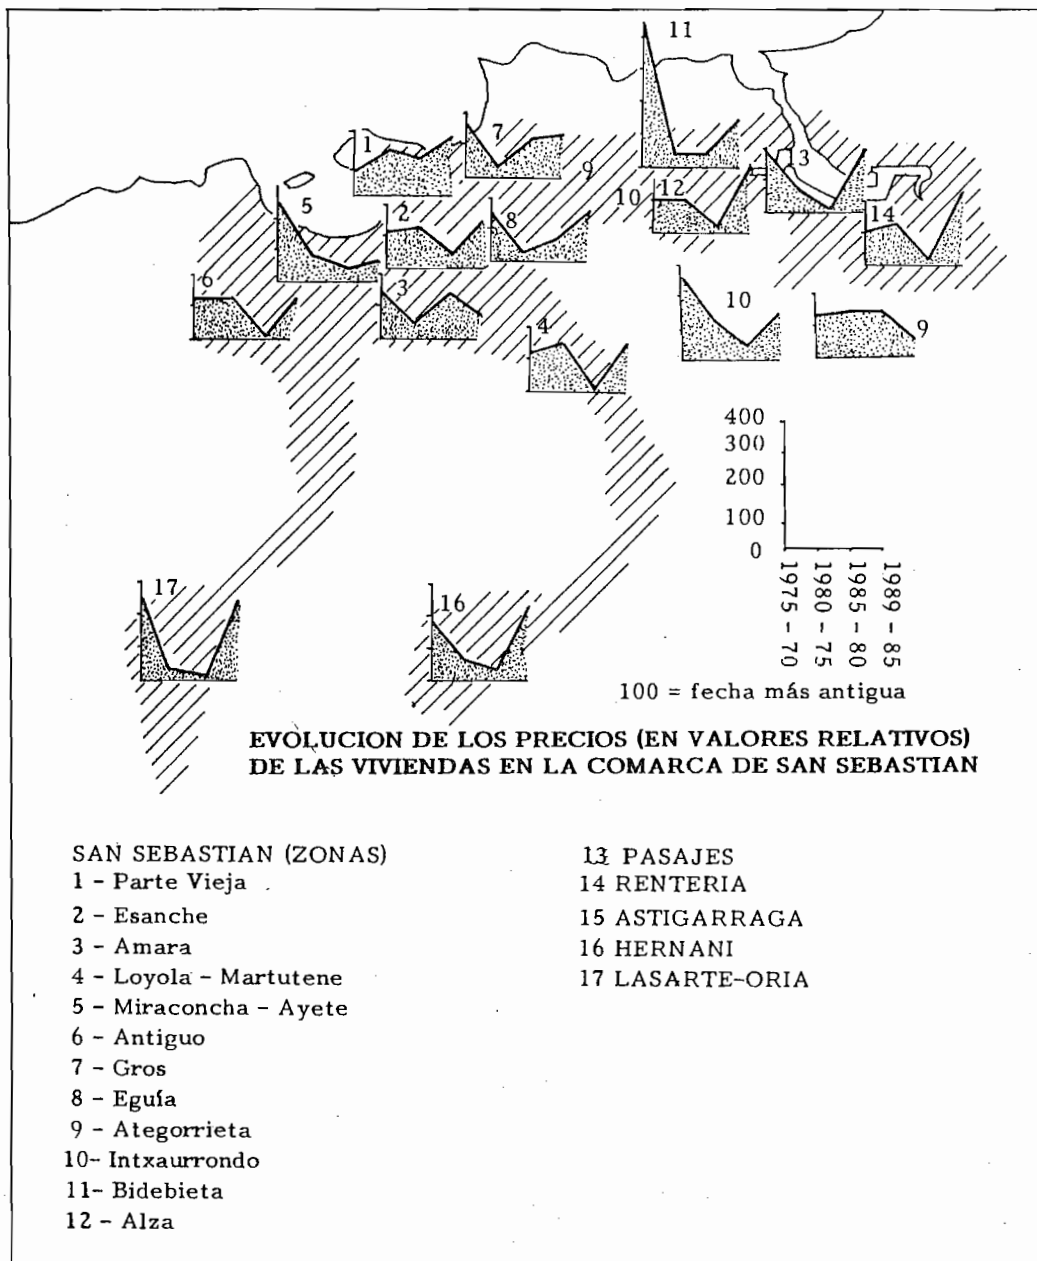 11
7
1
9
13
12
10
14
5
2
8
6
3
4
10
9
400
300
200
100
0
1975 - 70
1980 - 75
1985 - 80
1989 - 85
17
16
100 = fecha más antigua
EVOLUCION DE LOS PRECIOS (EN VALORES RELATIVOS)
DE LAS VIVIENDAS EN LA COMARCA DE SAN SEBASTIAN
SAN SEBASTIAN (ZONAS)
1 - Parte Vieja
2 - Esanche
3 - Amara
4 - Loyola - Martutene
5 - Miraconcha - Ayete
6 - Antiguo
7 - Gros
8 - Eguía
9 - Ategorrieta
10- Intxaurrondo
11- Bidebieta
12 - Alza
13 PASAJES
14 RENTERIA
15 ASTIGARRAGA
16 HERNANI
17 LASARTE-ORIA